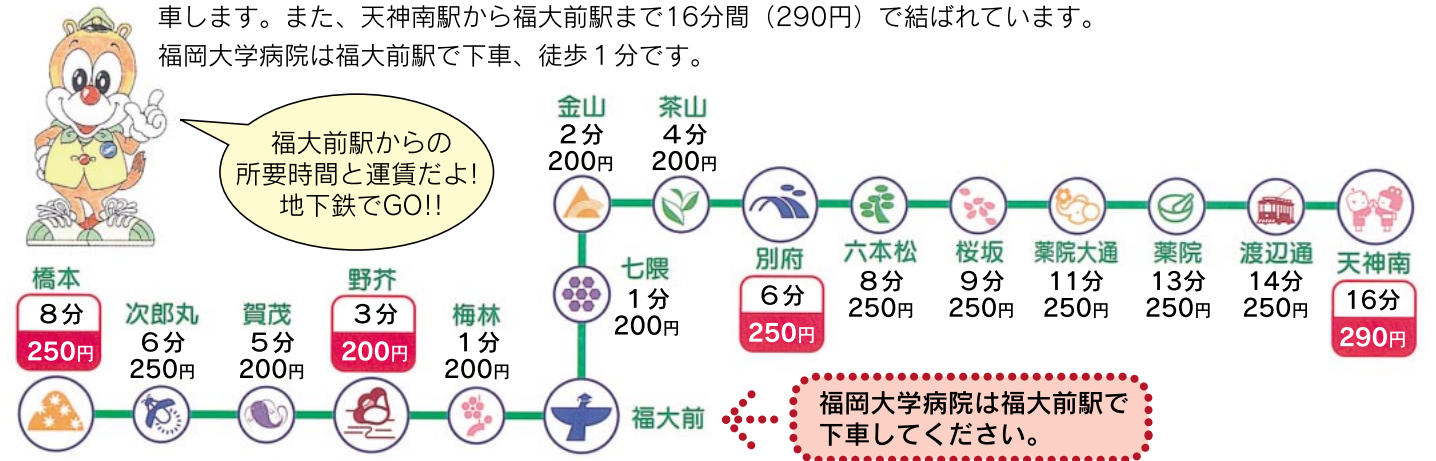 車します。また、天神南駅から福大前駅まで16分間（290円）で結ばれています。
福岡大学病院は福大前駅で下車、徒歩１分です。
福大前駅からの
所要時間と運賃だよ!
地下鉄でGO!!
金山
2分
200円
茶山
4分
200円
別府
6分
250円
六本松
8分
250円
桜坂
9分
250円
薬院大通
11分
250円
薬院
13分
250円
渡辺通
14分
250円
天神南
16分
290円
七隈
1分
200円
橋本
8分
250円
次郎丸
6分
250円
賀茂
5分
200円
野芥
3分
200円
梅林
1分
200円
福大前
福岡大学病院は福大前駅で
下車してください。